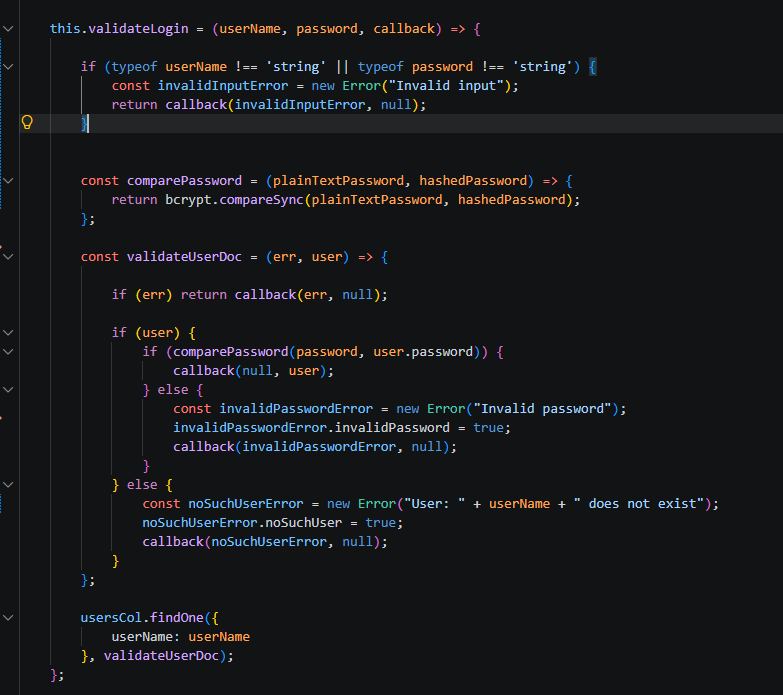 this.validateLogin = (userName, password, callback) => {
if (typeof userName !== 'string' || typeof password !== 'string') {
const invalidInputError = new Error("Invalid input");
return callback(invalidInputError, null);
}
const comparePassword = (plainTextPassword, hashedPassword) => {
return bcrypt.compareSync(plainTextPassword, hashedPassword);
};
const validateUserDoc = (err, user) => {
if (err) return callback(err, null);
if (user) {
if (comparePassword(password, user.password)) {
callback(null, user);
} else {
const invalidPasswordError = new Error("Invalid password");
invalidPasswordError.invalidPassword = true;
callback(invalidPasswordError, null);
}
} else {
const noSuchUserError = new Error("User: " + userName + " does not exist");
noSuchUserError.noSuchUser = true;
callback(noSuchUserError, null);
}
};
usersCol.findOne({
userName: userName
}, validateUserDoc);
};